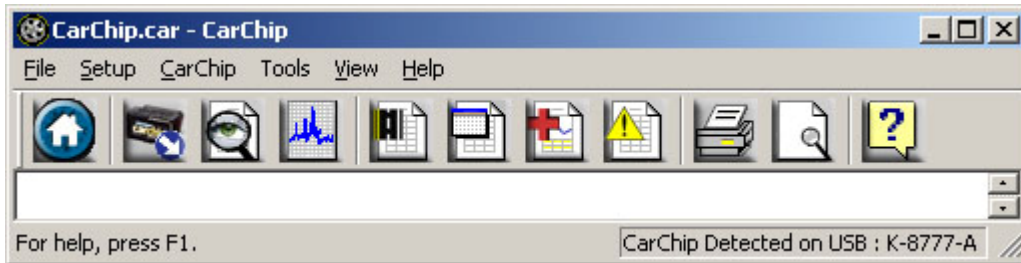 CarChip.car - CarChip
File Setup CarChip Tools View Help
?
For help, press F1. CarChip Detected on USB : K-8777-A